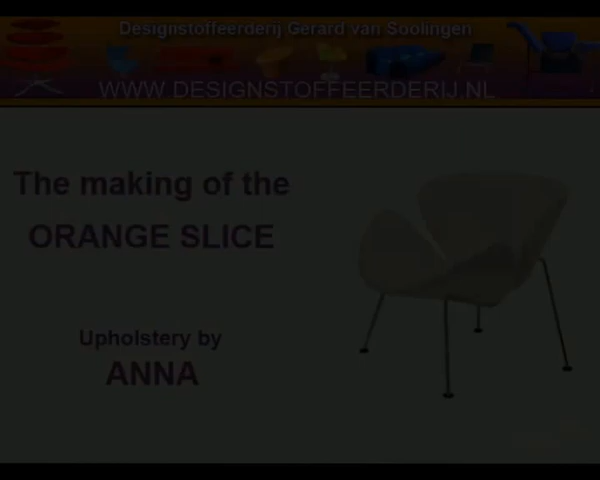 Designstoffeerderij Gerard van Soolingen
WWW.DESIGNSTOFFEERDERIJ.NL
The making of the
ORANGE SLICE
Upholstery by
ANNA